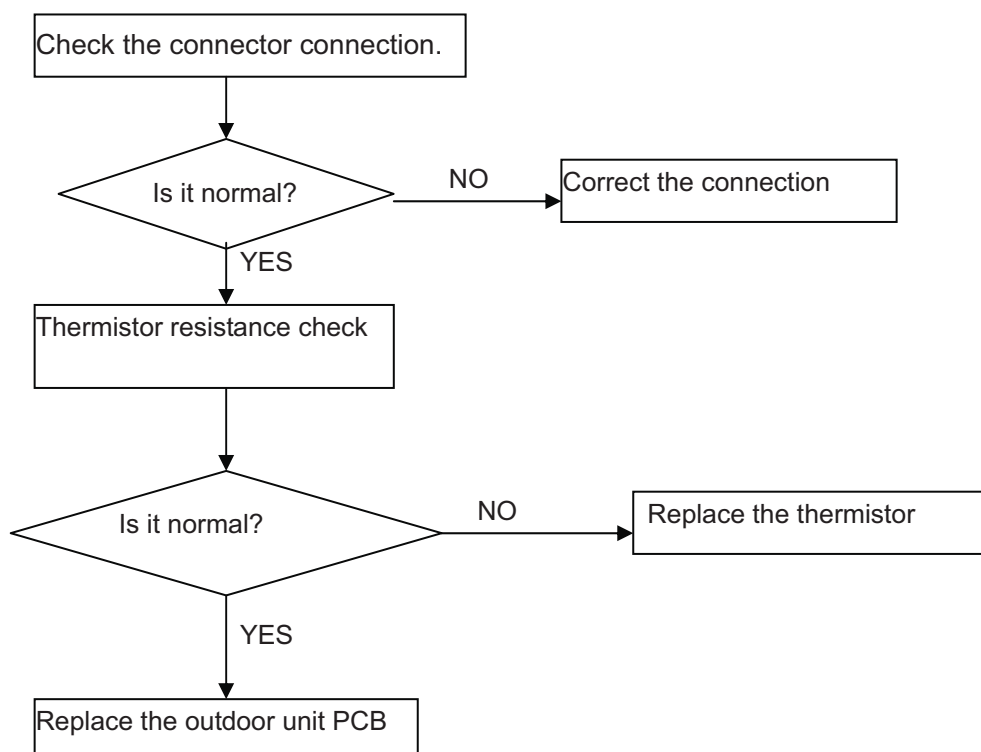 Check the connector connection.
Is it normal?
NO
Correct the connection
YES
Thermistor resistance check
Is it normal?
NO
Replace the thermistor
YES
Replace the outdoor unit PCB